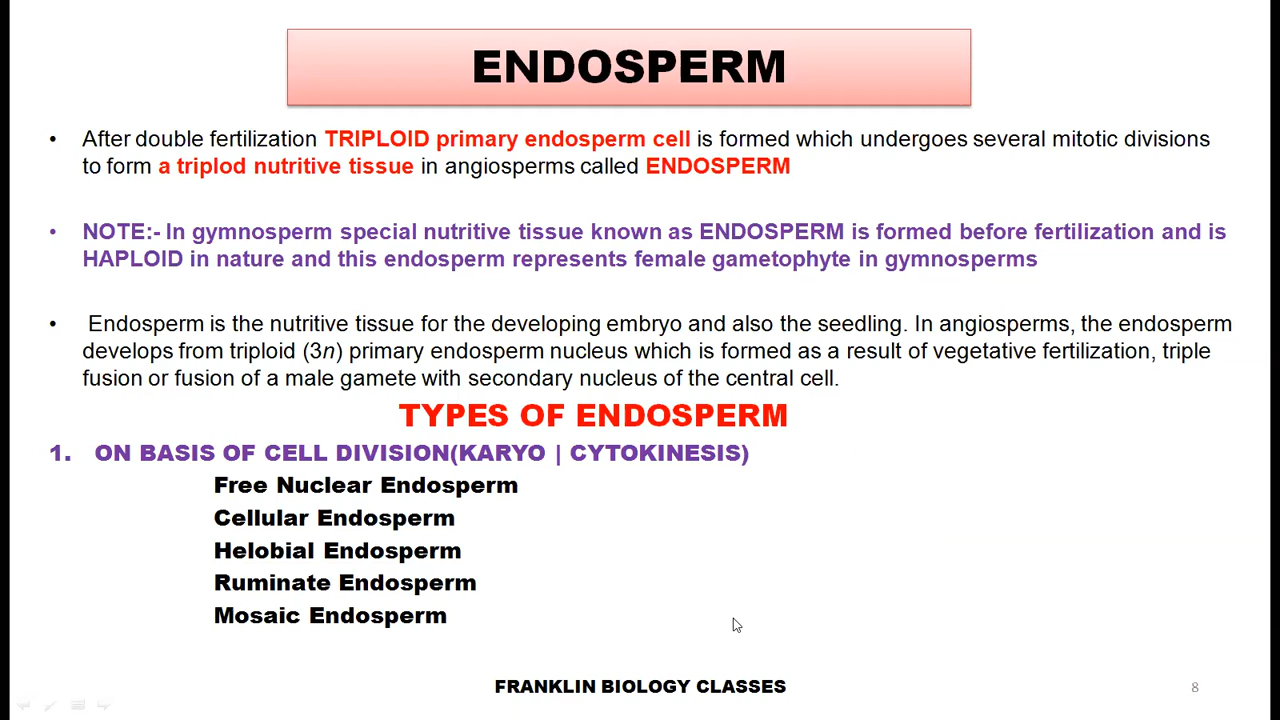 ENDOSPERM
• After double fertilization TRIPLOID primary endosperm cell is formed which undergoes several mitotic divisions
to form a triplod nutritive tissue in angiosperms called ENDOSPERM
• NOTE:- In gymnosperm special nutritive tissue known as ENDOSPERM is formed before fertilization and is
HAPLOID in nature and this endosperm represents female gametophyte in gymnosperms
• Endosperm is the nutritive tissue for the developing embryo and also the seedling. In angiosperms, the endosperm
develops from triploid (3n) primary endosperm nucleus which is formed as a result of vegetative fertilization, triple
fusion or fusion of a male gamete with secondary nucleus of the central cell.
TYPES OF ENDOSPERM
1. ON BASIS OF CELL DIVISION(KARYO | CYTOKINESIS)
Free Nuclear Endosperm
Cellular Endosperm
Helobial Endosperm
Ruminate Endosperm
Mosaic Endosperm
FRANKLIN BIOLOGY CLASSES
8